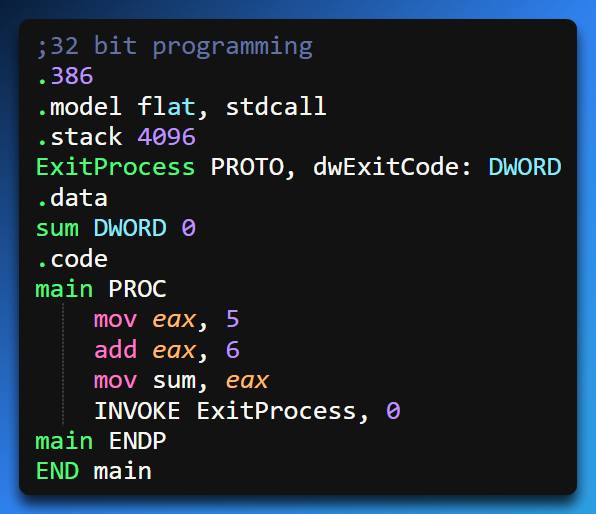 ;32 bit programming
.386
.model flat, stdcall
.stack 4096
ExitProcess PROTO, dwExitCode: DWORD
.data
sum DWORD 0
.code
main PROC
    mov eax, 5
    add eax, 6
    mov sum, eax
    INVOKE ExitProcess, 0
main ENDP
END main